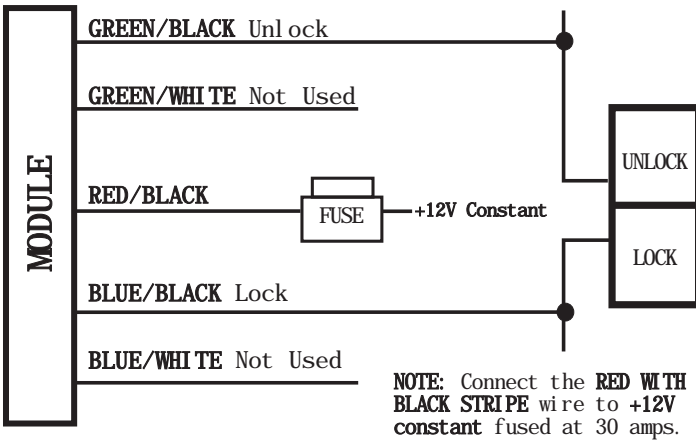 GREEN/BLACK Unlock
GREEN/WHITE Not Used
UNLOCK
MODULE
RED/BLACK
FUSE
+12V Constant
LOCK
BLUE/BLACK Lock
BLUE/WHITE Not Used
NOTE: Connect the RED WITH
BLACK STRIPE wire to +12V
constant fused at 30 amps.